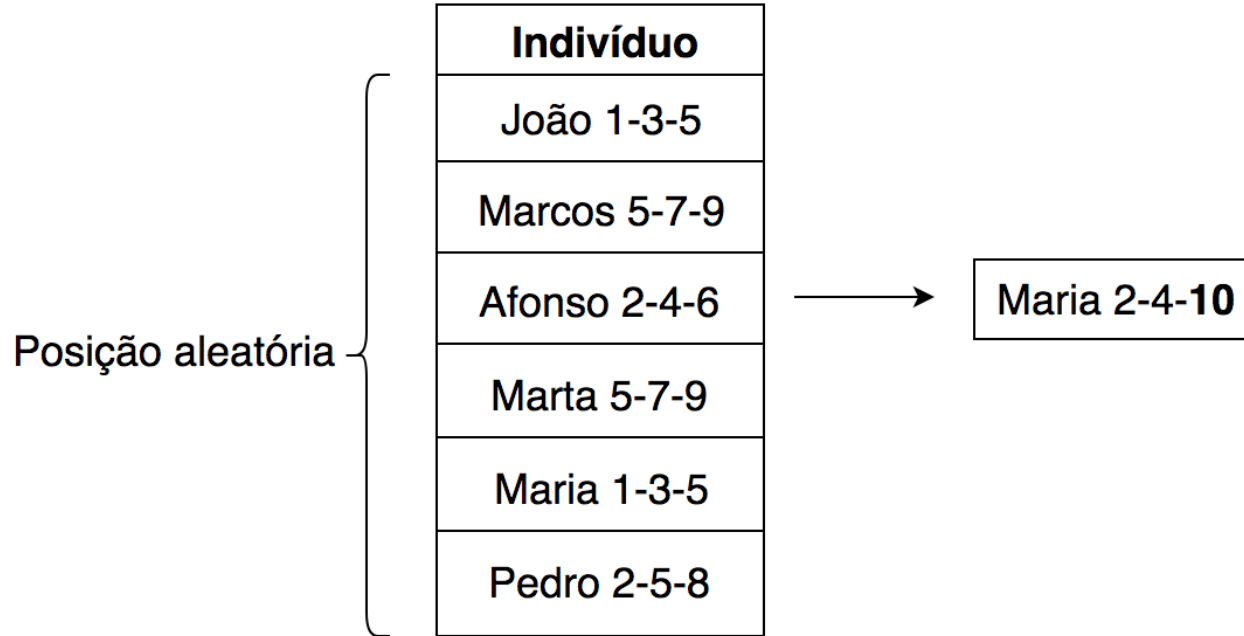 Indivíduo
João 1-3-5
Marcos 5-7-9
Afonso 2-4-6
Marta 5-7-9
Maria 1-3-5
Pedro 2-5-8
Posição aleatória
Maria 2-4-10